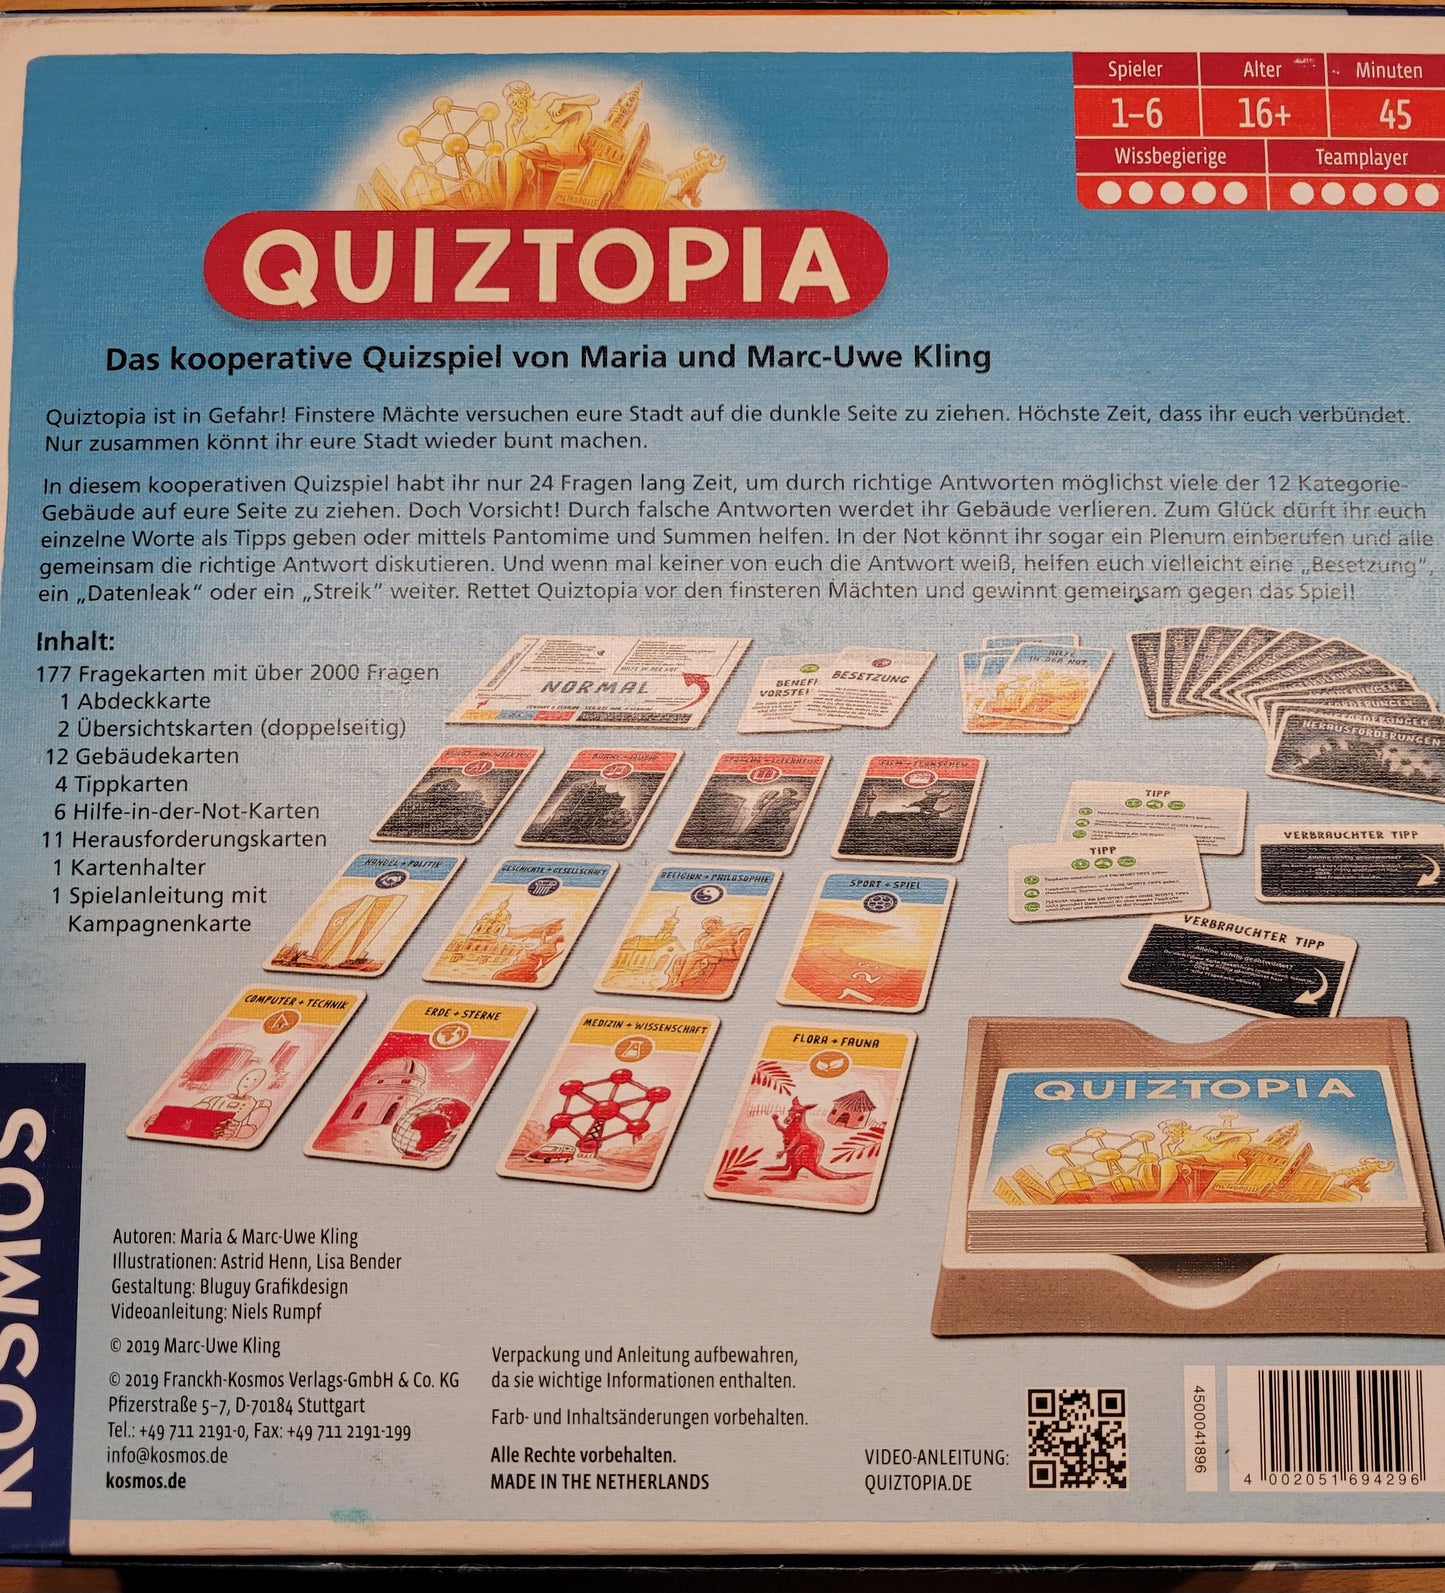 Spieler Alter Minuten
1–6 16+ 45
Wissbegierige Teamplayer
METROPOLIS
QUIZTOPIA
Das kooperative Quizspiel von Maria und Marc-Uwe Kling
Quiztopia ist in Gefahr! Finstere Mächte versuchen eure Stadt auf die dunkle Seite zu ziehen. Höchste Zeit, dass ihr euch verbündet.
Nur zusammen könnt ihr eure Stadt wieder bunt machen.
In diesem kooperativen Quizspiel habt ihr nur 24 Fragen lang Zeit, um durch richtige Antworten möglichst viele der 12 Kategorie-
Gebäude auf eure Seite zu ziehen. Doch Vorsicht! Durch falsche Antworten werdet ihr Gebäude verlieren. Zum Glück dürft ihr euch
einzelne Worte als Tipps geben oder mittels Pantomime und Summen helfen. In der Not könnt ihr sogar ein Plenum einberufen und alle
gemeinsam die richtige Antwort diskutieren. Und wenn mal keiner von euch die Antwort weiß, helfen euch vielleicht eine „Besetzung“,
ein „Datenleak“ oder ein „Streik“ weiter. Rettet Quiztopia vor den finsteren Mächten und gewinnt gemeinsam gegen das Spiel!
Inhalt:
177 Fragekarten mit über 2000 Fragen
1 Abdeckkarte
2 Übersichtskarten (doppelseitig)
12 Gebäudekarten
4 Tippkarten
6 Hilfe-in-der-Not-Karten
11 Herausforderungskarten
1 Kartenhalter
1 Spielanleitung mit
Kampagnenkarte
NORMAL
BESETZUNG
HILFE
IN DER NOT
HERAUSFORDERUNGEN
SPRACHE + LITERATUR
FILM + FERNSEHEN
HANDEL + POLITIK
GESCHICHTE + GESELLSCHAFT
RELIGION + PHILOSOPHIE
SPORT + SPIEL
COMPUTER + TECHNIK
ERDE + STERNE
MEDIZIN + WISSENSCHAFT
FLORA + FAUNA
TIPP
TIPP
VERBRAUCHTER TIPP
VERBRAUCHTER TIPP
QUIZTOPIA
KOSMOS
Autoren: Maria & Marc-Uwe Kling
Illustrationen: Astrid Henn, Lisa Bender
Gestaltung: Bluguy Grafikdesign
Videoanleitung: Niels Rumpf
© 2019 Marc-Uwe Kling
© 2019 Franckh-Kosmos Verlags-GmbH & Co. KG
Pfizerstraße 5–7, D-70184 Stuttgart
Tel.: +49 711 2191-0, Fax: +49 711 2191-199
info@kosmos.de
kosmos.de
Verpackung und Anleitung aufbewahren,
da sie wichtige Informationen enthalten.
Farb- und Inhaltsänderungen vorbehalten.
Alle Rechte vorbehalten.
MADE IN THE NETHERLANDS
VIDEO-ANLEITUNG:
QUIZTOPIA.DE
4500041896
4 002051 694296